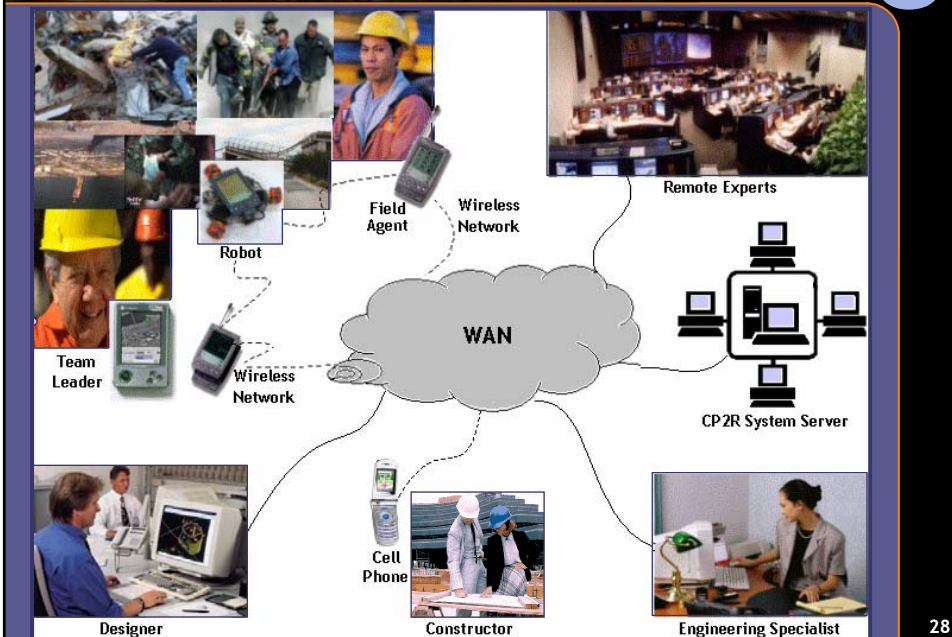 Remote Experts
Field
Agent
Wireless
Network
Robot
WAN
Team
Leader
Wireless
Network
CP2R System Server
Cell
Phone
Designer
Constructor
Engineering Specialist
28